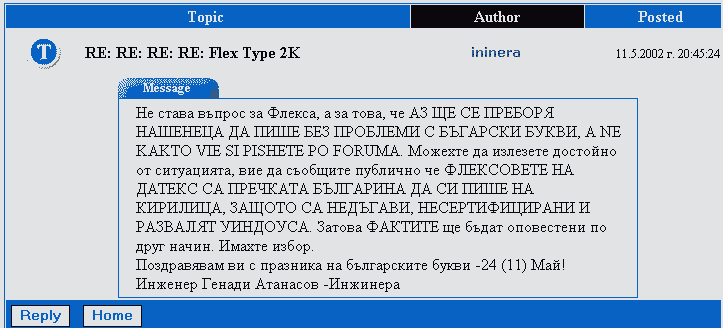 Topic Author Posted
T RE: RE: RE: RE: Flex Type 2K ininera 11.5.2002 г. 20:45:24
Message
Не става въпрос за Флекса, а за това, че АЗ ЩЕ СЕ ПРЕБОРЯ
НАШЕНЕЦА ДА ПИШЕ БЕЗ ПРОБЛЕМИ С БЪГАРСКИ БУКВИ, А NE
KAKTO VIE SI PISHETE PO FORUMA. Можехте да излезете достойно
от ситуацията, вие да съобщите публично че ФЛЕКСОВЕТЕ НА
ДАТЕКС СА ПРЕЧКАТА БЪЛГАРИНА ДА СИ ПИШЕ НА
КИРИЛИЦА, ЗАЩОТО СА НЕДЪГАВИ, НЕСЕРТИФИЦИРАНИ И
РАЗВАЛЯТ УИНДОУСА. Затова ФАКТИТЕ ще бъдат оповестени по
друг начин. Имахте избор.
Поздравявам ви с празника на българските букви -24 (11) Май!
Инженер Генади Атанасов -Инжинера
Reply Home